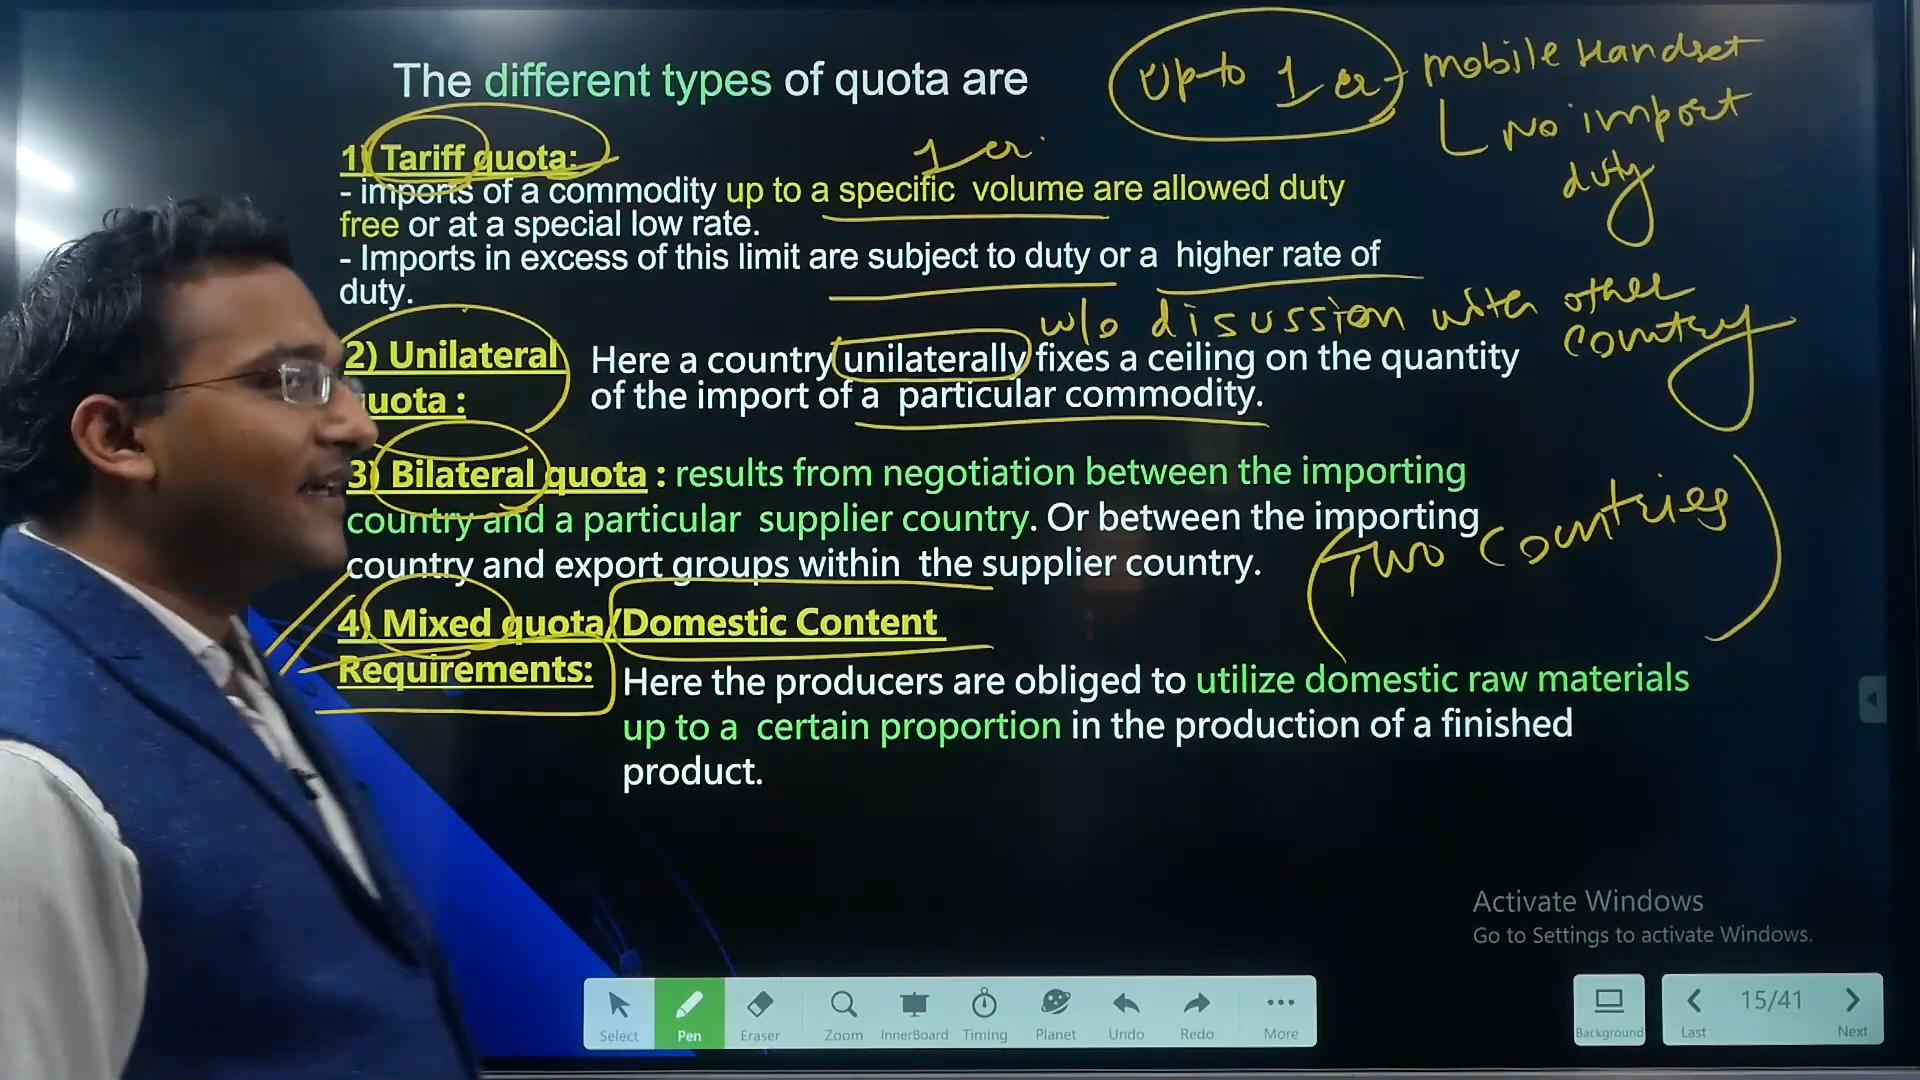 The different types of quota are
up to 1 cr - mobile Handset
No import
duty
1) Tariff quota:
1 cr.
- imports of a commodity up to a specific volume are allowed duty
free or at a special low rate.
- Imports in excess of this limit are subject to duty or a higher rate of
duty.
w/o disussion with other
country
2) Unilateral
quota :
Here a country unilaterally fixes a ceiling on the quantity
of the import of a particular commodity.
3) Bilateral quota : results from negotiation between the importing
country and a particular supplier country. Or between the importing
country and export groups within the supplier country.
Two countries
4) Mixed quota/Domestic Content
Requirements:
Here the producers are obliged to utilize domestic raw materials
up to a certain proportion in the production of a finished
product.
Activate Windows
Go to Settings to activate Windows.
Select Pen Eraser Zoom InnerBoard Timing Planet Undo Redo More
Background
15/41
Last Next